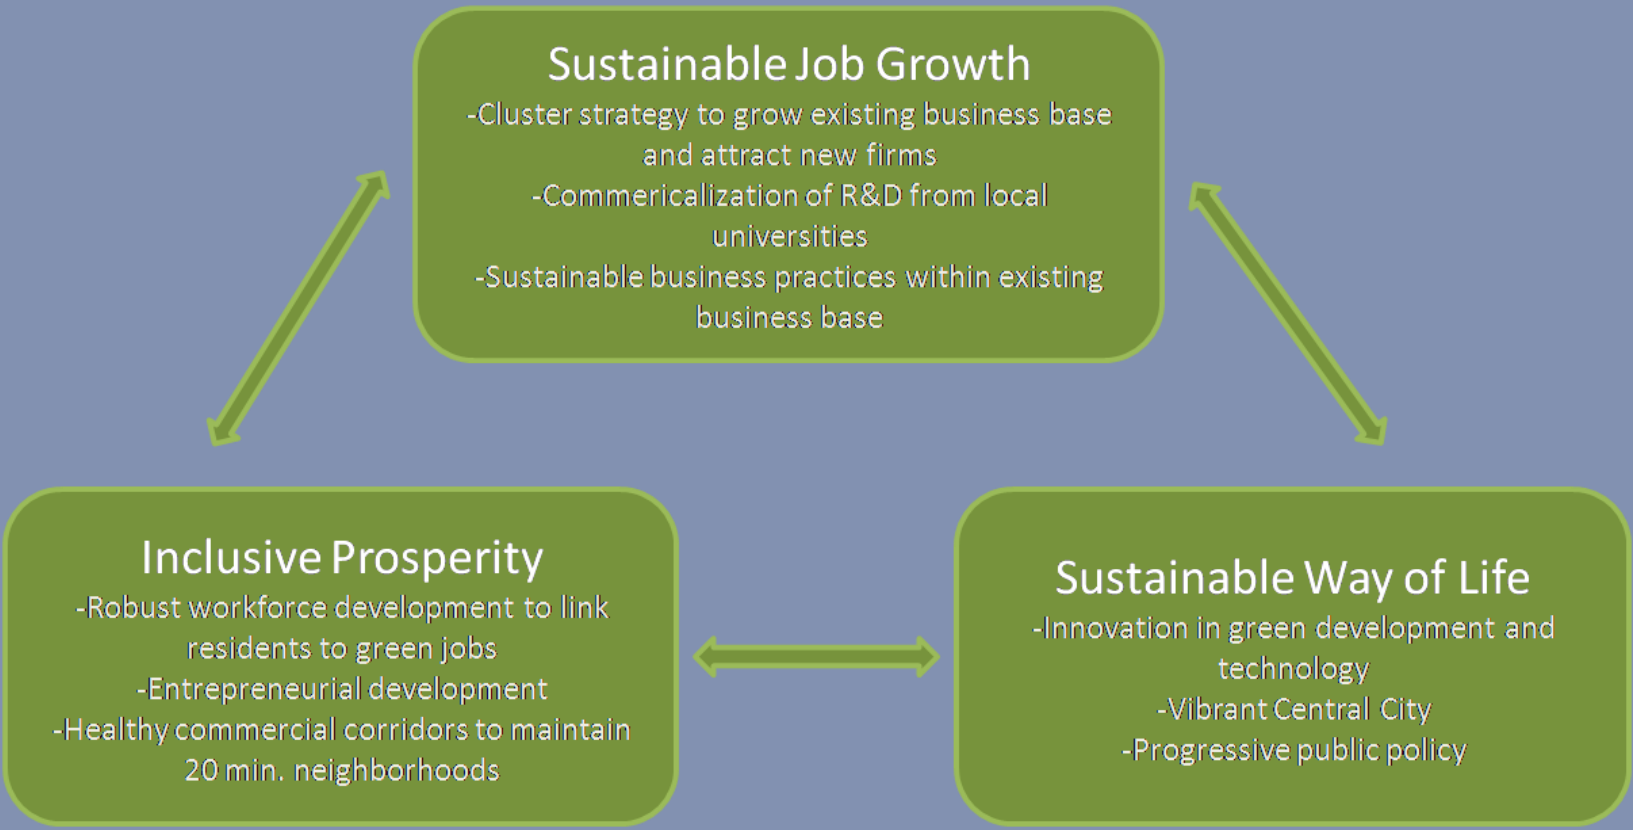 Sustainable Job Growth
-Cluster strategy to grow existing business base
and attract new firms
-Commericalization of R&D from local
universities
-Sustainable business practices within existing
business base
Inclusive Prosperity
-Robust workforce development to link
residents to green jobs
-Entrepreneurial development
-Healthy commercial corridors to maintain
20 min. neighborhoods
Sustainable Way of Life
-Innovation in green development and
technology
-Vibrant Central City
-Progressive public policy